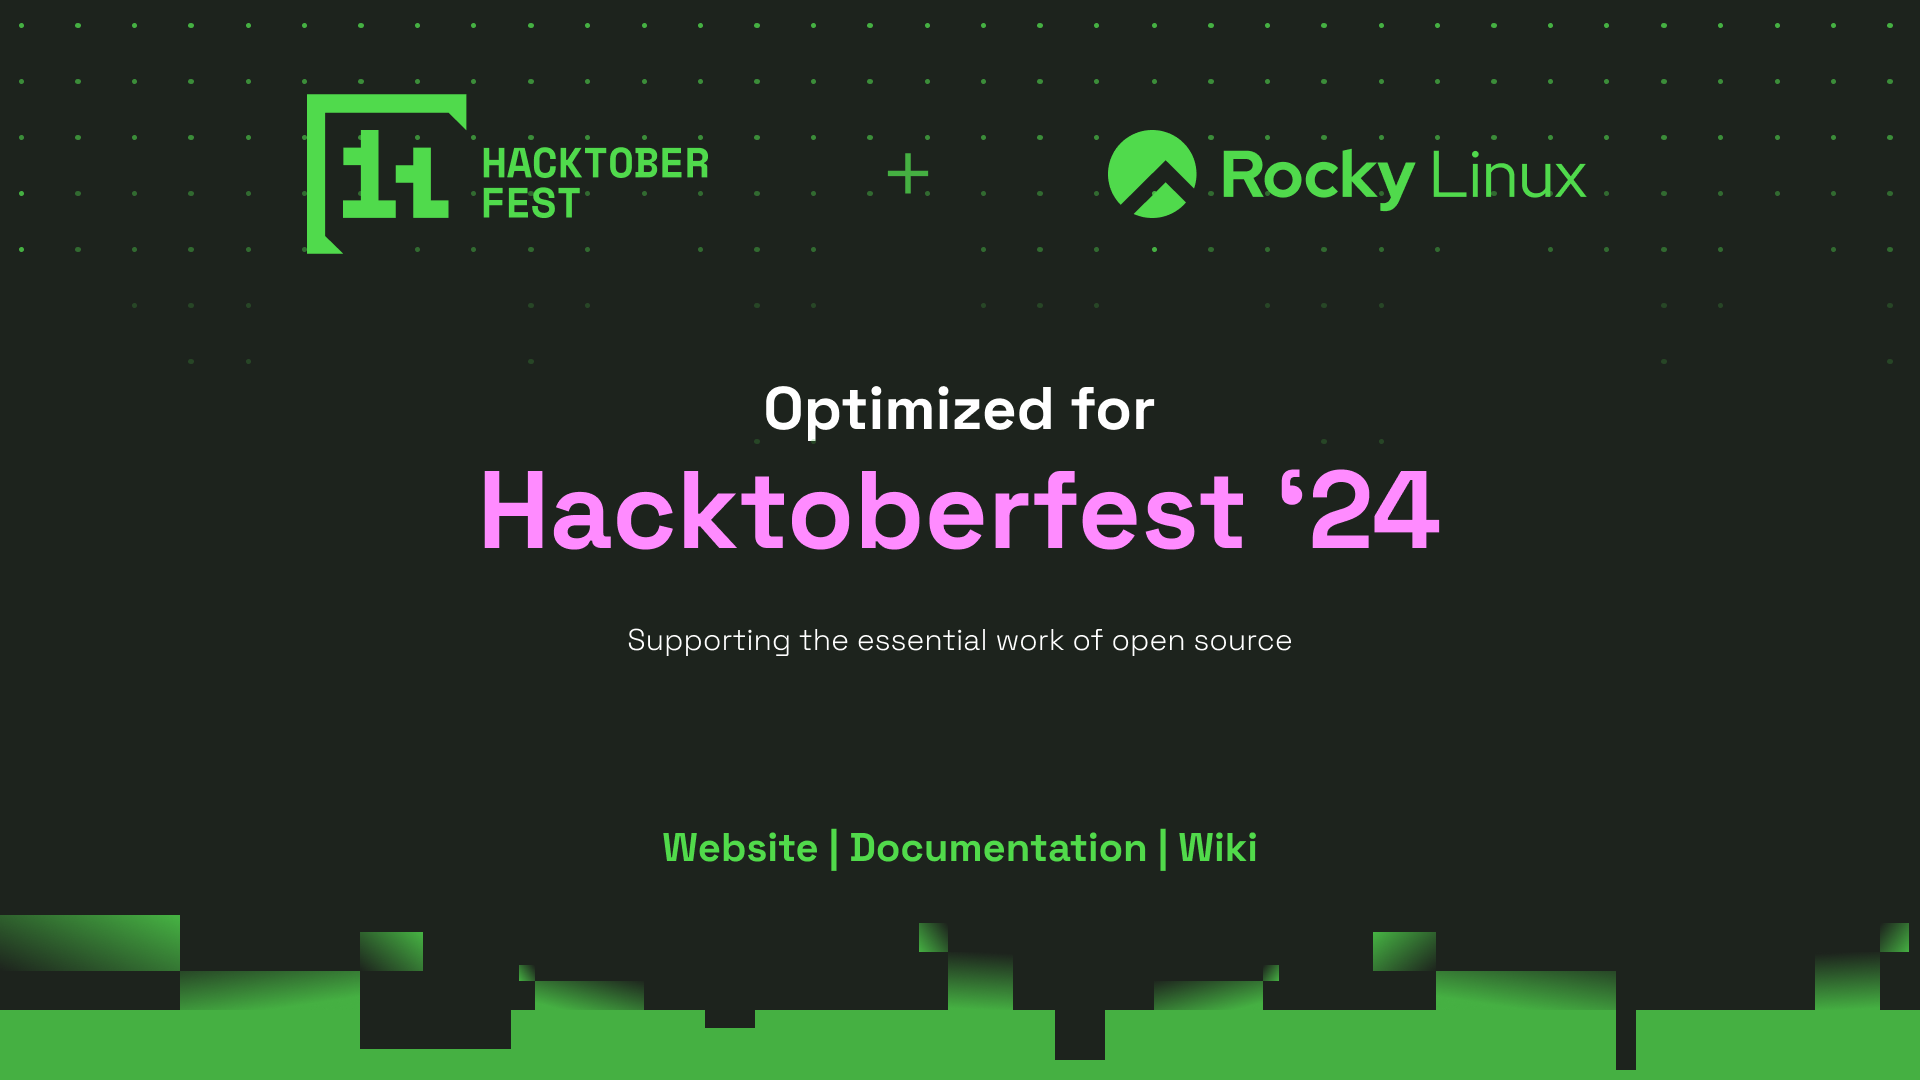 HACKTOBER
FEST
+
Rocky Linux
Optimized for
Hacktoberfest ‘24
Supporting the essential work of open source
Website | Documentation | Wiki